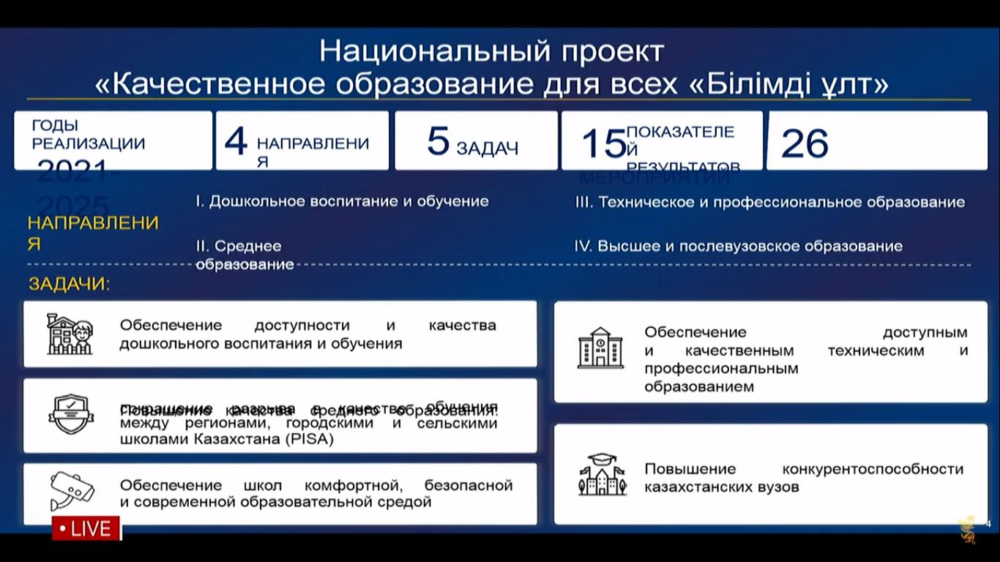 Национальный проект
«Качественное образование для всех «Білімді ұлт»
ГОДЫ
РЕАЛИЗАЦИИ
2021-
2025
4 НАПРАВЛЕНИ
Я
5 ЗАДАЧ
15 ПОКАЗАТЕЛЕ
Й
РЕЗУЛЬТАТОВ
26
МЕРОПРИЯТИЙ
НАПРАВЛЕНИ
Я
I. Дошкольное воспитание и обучение
II. Среднее
образование
III. Техническое и профессиональное образование
IV. Высшее и послевузовское образование
ЗАДАЧИ:
Обеспечение доступности и качества
дошкольного воспитания и обучения
Повышение качества среднего образования:
сокращение разрыва в качестве обучения
между регионами, городскими и сельскими
школами Казахстана (PISA)
Обеспечение школ комфортной, безопасной
и современной образовательной средой
Обеспечение доступным
и качественным техническим и
профессиональным
образованием
Повышение конкурентоспособности
казахстанских вузов
• LIVE
4